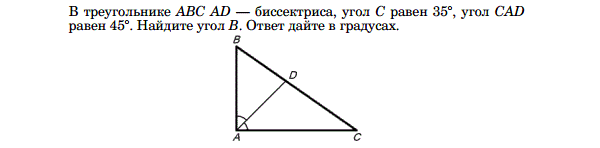 В треугольнике ABC AD — биссектриса, угол C равен 35°, угол CAD
равен 45°. Найдите угол B. Ответ дайте в градусах.
B
D
A
C